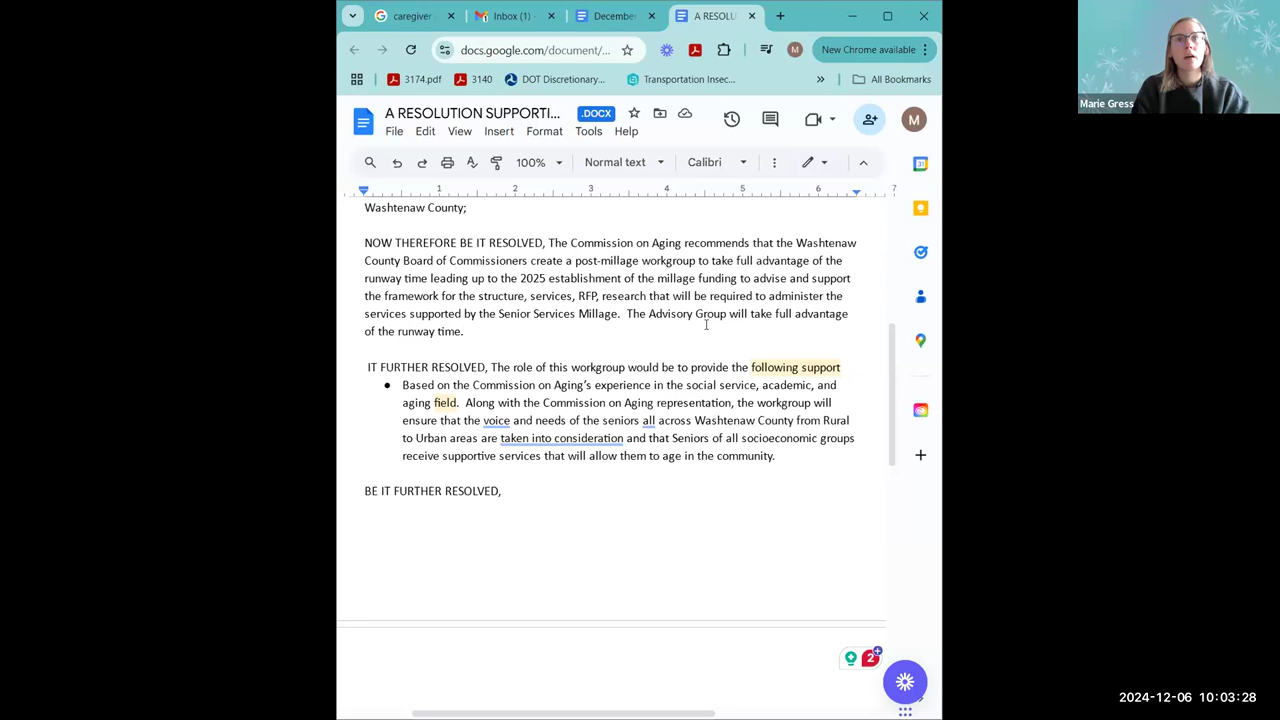 caregiver
Inbox (1)
December
A RESOLU
docs.google.com/document/...
M
New Chrome available
3174.pdf
3140
DOT Discretionary...
Transportation Insec...
»
All Bookmarks
A RESOLUTION SUPPORTI...
.DOCX
M
File Edit View Insert Format Tools Help
100%
Normal text
Calibri
1 2 3 4 5 6 7
Washtenaw County;
NOW THEREFORE BE IT RESOLVED, The Commission on Aging recommends that the Washtenaw
County Board of Commissioners create a post-millage workgroup to take full advantage of the
runway time leading up to the 2025 establishment of the millage funding to advise and support
the framework for the structure, services, RFP, research that will be required to administer the
services supported by the Senior Services Millage.  The Advisory Group will take full advantage
of the runway time.
IT FURTHER RESOLVED, The role of this workgroup would be to provide the following support
● Based on the Commission on Aging's experience in the social service, academic, and
aging field.  Along with the Commission on Aging representation, the workgroup will
ensure that the voice and needs of the seniors all across Washtenaw County from Rural
to Urban areas are taken into consideration and that Seniors of all socioeconomic groups
receive supportive services that will allow them to age in the community.
BE IT FURTHER RESOLVED,
2
Marie Gress
2024-12-06 10:03:28